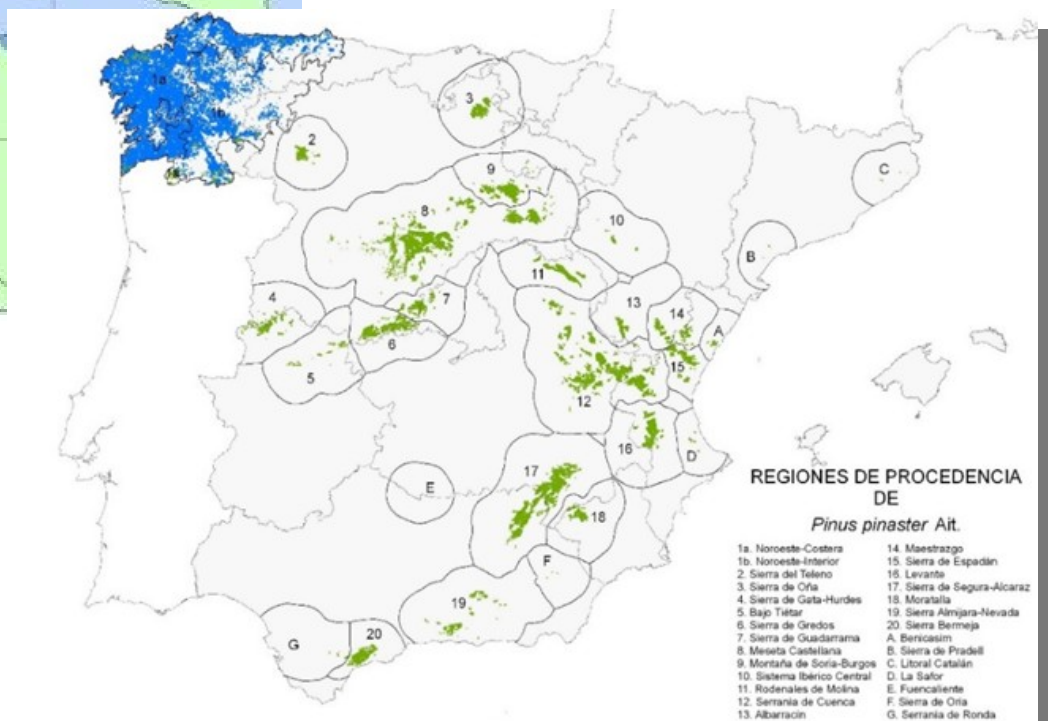 1a
1b
2
3
9
8
10
11
C
B
4
7
6
5
13
14
A
15
12
16
D
17
E
18
F
19
G
20
REGIONES DE PROCEDENCIA
DE
Pinus pinaster Ait.
1a. Noroeste-Costera
1b. Noroeste-Interior
2. Sierra del Teleno
3. Sierra de Oña
4. Sierra de Gata-Hurdes
5. Bajo Tiétar
6. Sierra de Gredos
7. Sierra de Guadarrama
8. Meseta Castellana
9. Montaña de Soria-Burgos
10. Sistema Ibérico Central
11. Rodenales de Molina
12. Serranía de Cuenca
13. Albarracín
14. Maestrazgo
15. Sierra de Espadán
16. Levante
17. Sierra de Segura-Alcaraz
18. Moratalla
19. Sierra Almijara-Nevada
20. Sierra Bermeja
A. Benicasim
B. Sierra de Pradell
C. Litoral Catalán
D. La Safor
E. Fuencaliente
F. Sierra de Oria
G. Serranía de Ronda